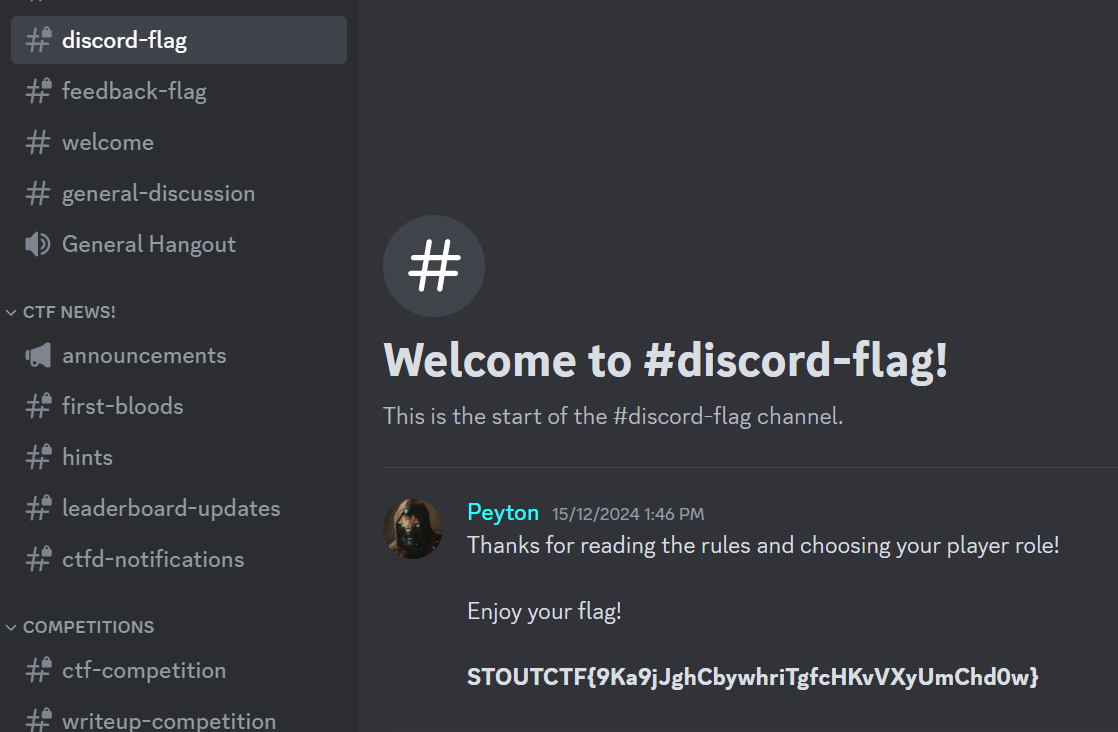 discord-flag
feedback-flag
welcome
general-discussion
General Hangout
CTF NEWS!
announcements
first-bloods
hints
leaderboard-updates
ctfd-notifications
COMPETITIONS
ctf-competition
writeup-competition
#
Welcome to #discord-flag!
This is the start of the #discord-flag channel.
Peyton 15/12/2024 1:46 PM
Thanks for reading the rules and choosing your player role!
Enjoy your flag!
STOUTCTF{9Ka9jJghCbywhriTgfcHKvVXyUmChd0w}